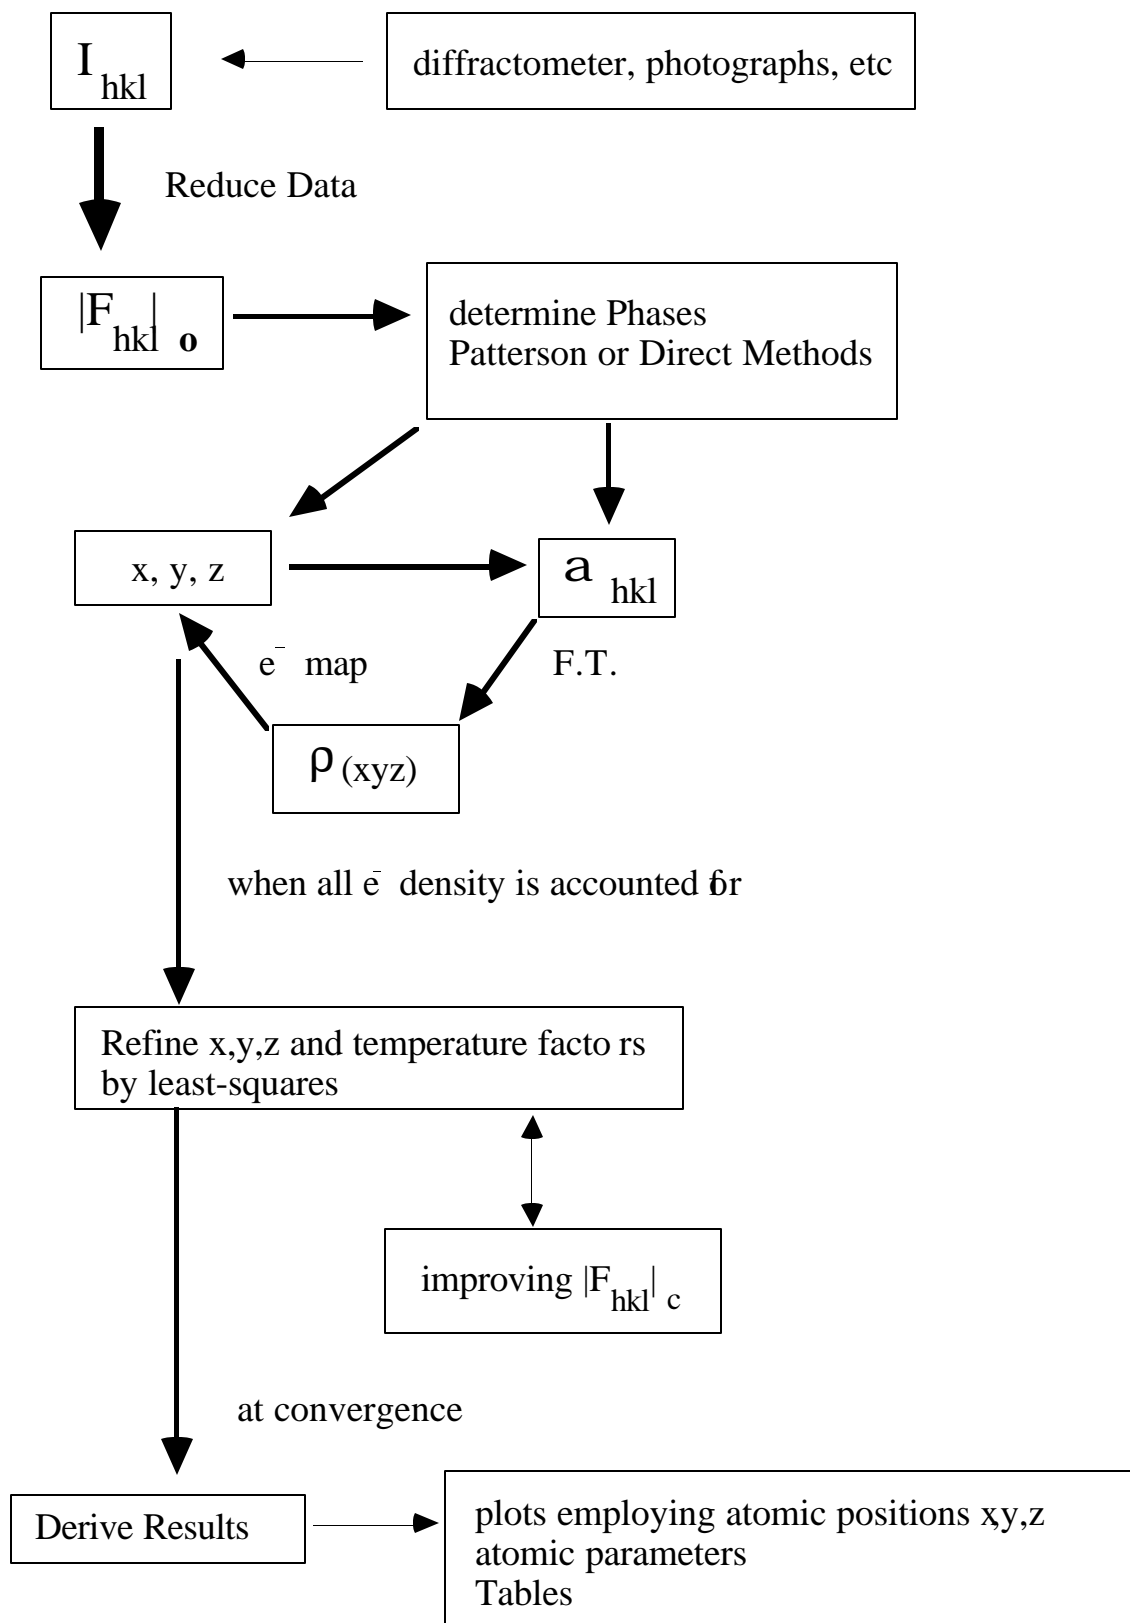 I hkl
diffractometer, photographs, etc
Reduce Data
|F hkl| o
determine Phases
Patterson or Direct Methods
x, y, z
a hkl
e⁻ map
F.T.
ρ (xyz)
when all e⁻ density is accounted for
Refine x,y,z and temperature facto rs
by least-squares
improving |F hkl| c
at convergence
Derive Results
plots employing atomic positions x,y,z
atomic parameters
Tables